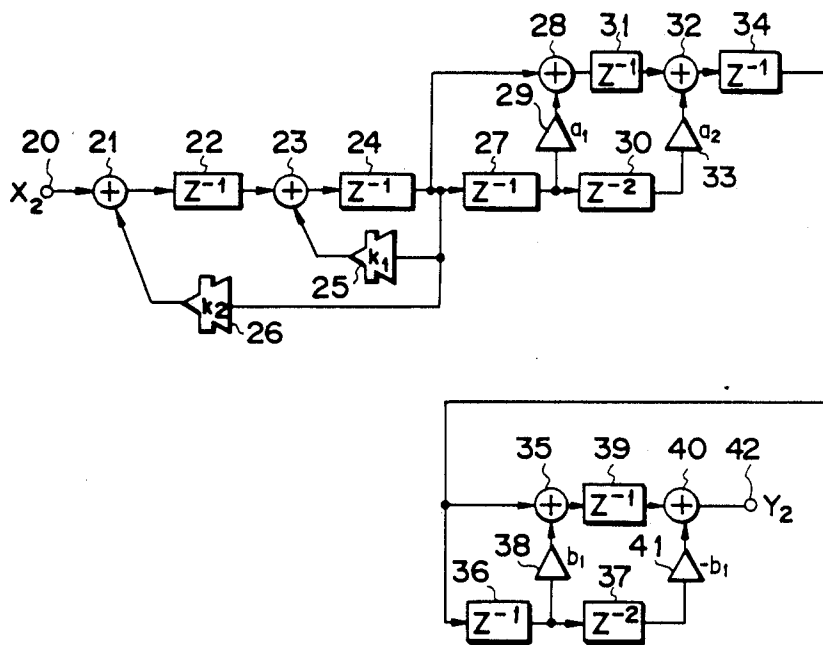 28 31 32 34
29 + Z⁻¹ + Z⁻¹
20 21 22 23 24 27 a₁ 30 a₂ 33
X₂ + Z⁻¹ + Z⁻¹ Z⁻¹ Z⁻²
k₁
25
k₂
26
35 39 40 42
+ Z⁻¹ + Y₂
38 b₁ 41 -b₁
36 37
Z⁻¹ Z⁻²